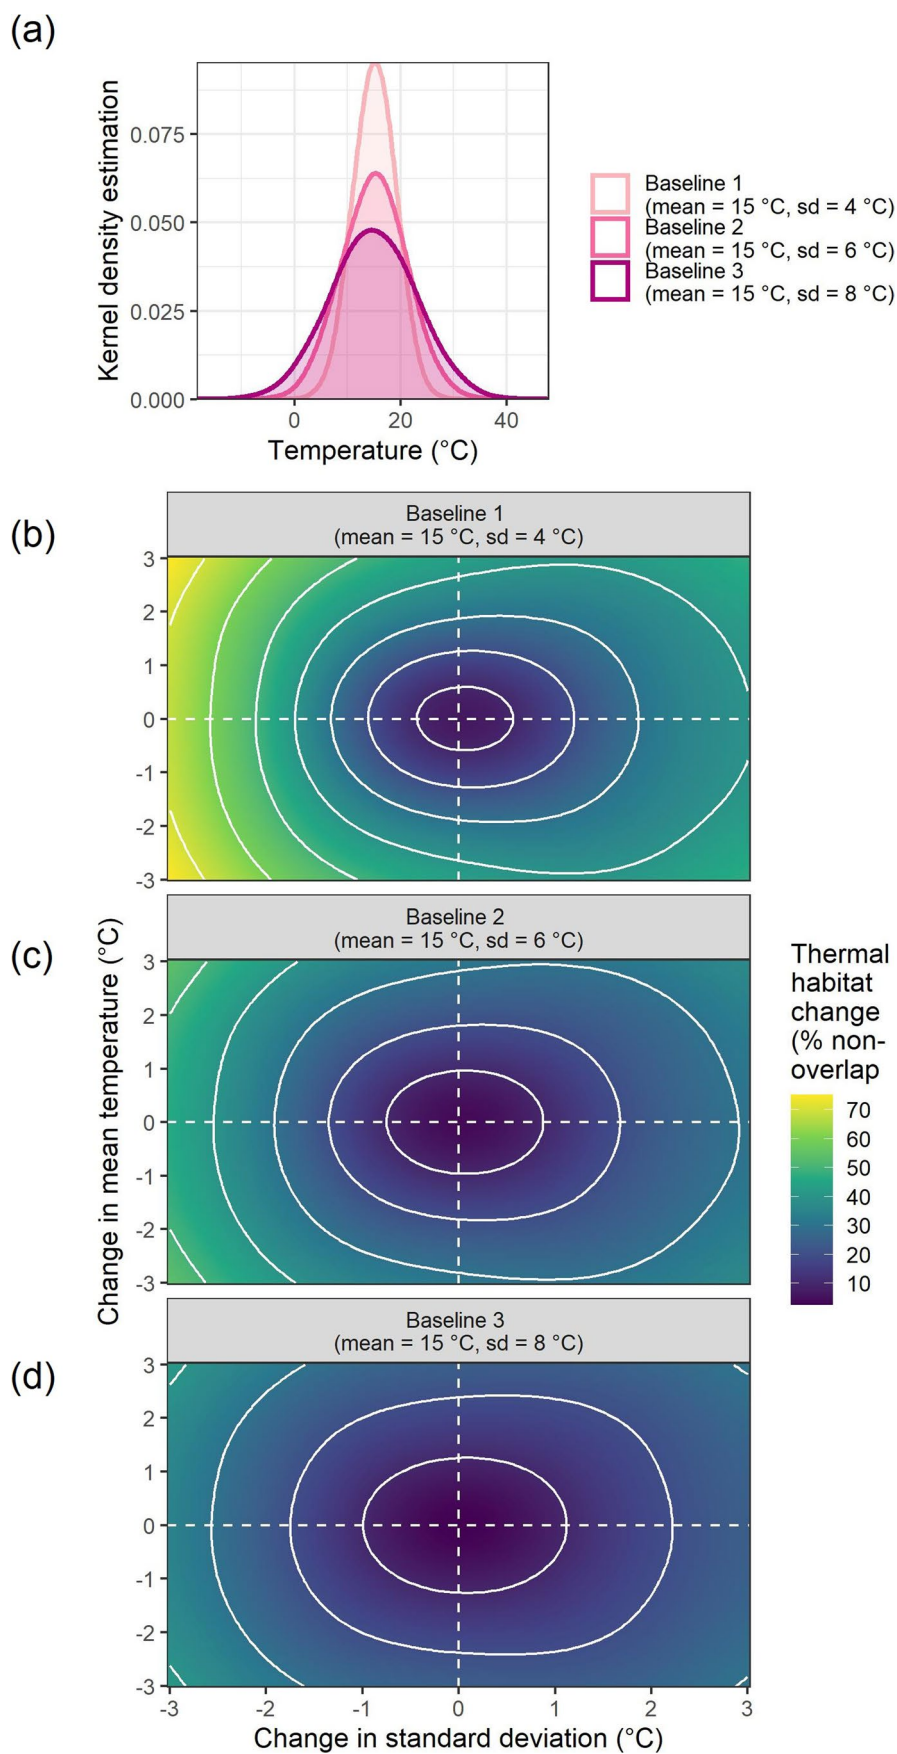 (a)
Kernel density estimation
0.075
0.050
0.025
0.000
0
20
40
Temperature (°C)
Baseline 1
(mean = 15 °C, sd = 4 °C)
Baseline 2
(mean = 15 °C, sd = 6 °C)
Baseline 3
(mean = 15 °C, sd = 8 °C)
(b)
Baseline 1
(mean = 15 °C, sd = 4 °C)
3
2
1
0
-1
-2
-3
(c)
Baseline 2
(mean = 15 °C, sd = 6 °C)
Change in mean temperature (°C)
3
2
1
0
-1
-2
-3
Thermal
habitat
change
(% non-
overlap
70
60
50
40
30
20
10
(d)
Baseline 3
(mean = 15 °C, sd = 8 °C)
3
2
1
0
-1
-2
-3
-3
-2
-1
0
1
2
3
Change in standard deviation (°C)